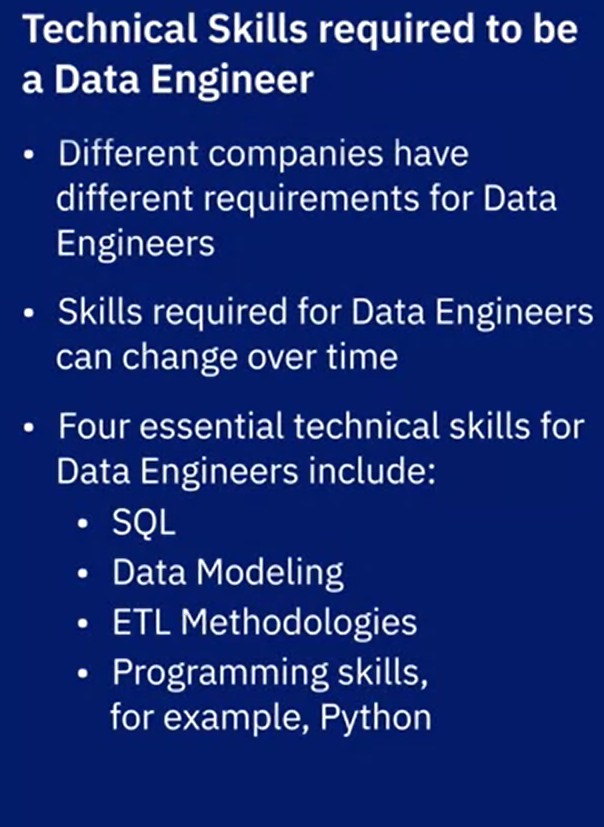 Technical Skills required to be
a Data Engineer
• Different companies have
different requirements for Data
Engineers
• Skills required for Data Engineers
can change over time
• Four essential technical skills for
Data Engineers include:
• SQL
• Data Modeling
• ETL Methodologies
• Programming skills,
for example, Python